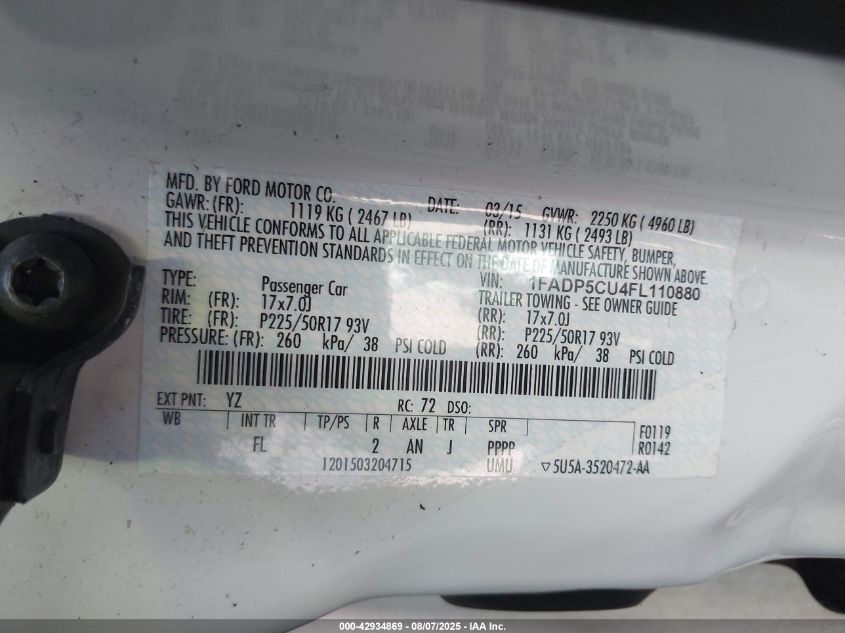 MFD. BY FORD MOTOR CO.
DATE: 03/15 GVWR: 2250 KG ( 4960 LB)
GAWR: (FR): 1119 KG ( 2467 LB) (RR): 1131 KG ( 2493 LB)
THIS VEHICLE CONFORMS TO ALL APPLICABLE FEDERAL MOTOR VEHICLE SAFETY, BUMPER,
AND THEFT PREVENTION STANDARDS IN EFFECT ON THE DATE OF MANUFACTURE SHOWN ABOVE.
VIN: 1FADP5CU4FL110880
TYPE: Passenger Car TRAILER TOWING - SEE OWNER GUIDE
RIM: (FR): 17x7.0J (RR): 17x7.0J
TIRE: (FR): P225/50R17 93V (RR): P225/50R17 93V
PRESSURE: (FR): 260 kPa/ 38 PSI COLD (RR): 260 kPa/ 38 PSI COLD
EXT PNT: YZ RC: 72 DSO:
WB INT TR TP/PS R AXLE TR SPR F0119
FL 2 AN J PPPP R0142
1201503204715 UMU ▽5U5A-3520472-AA
000-42934869 - 08/07/2025 - IAA Inc.